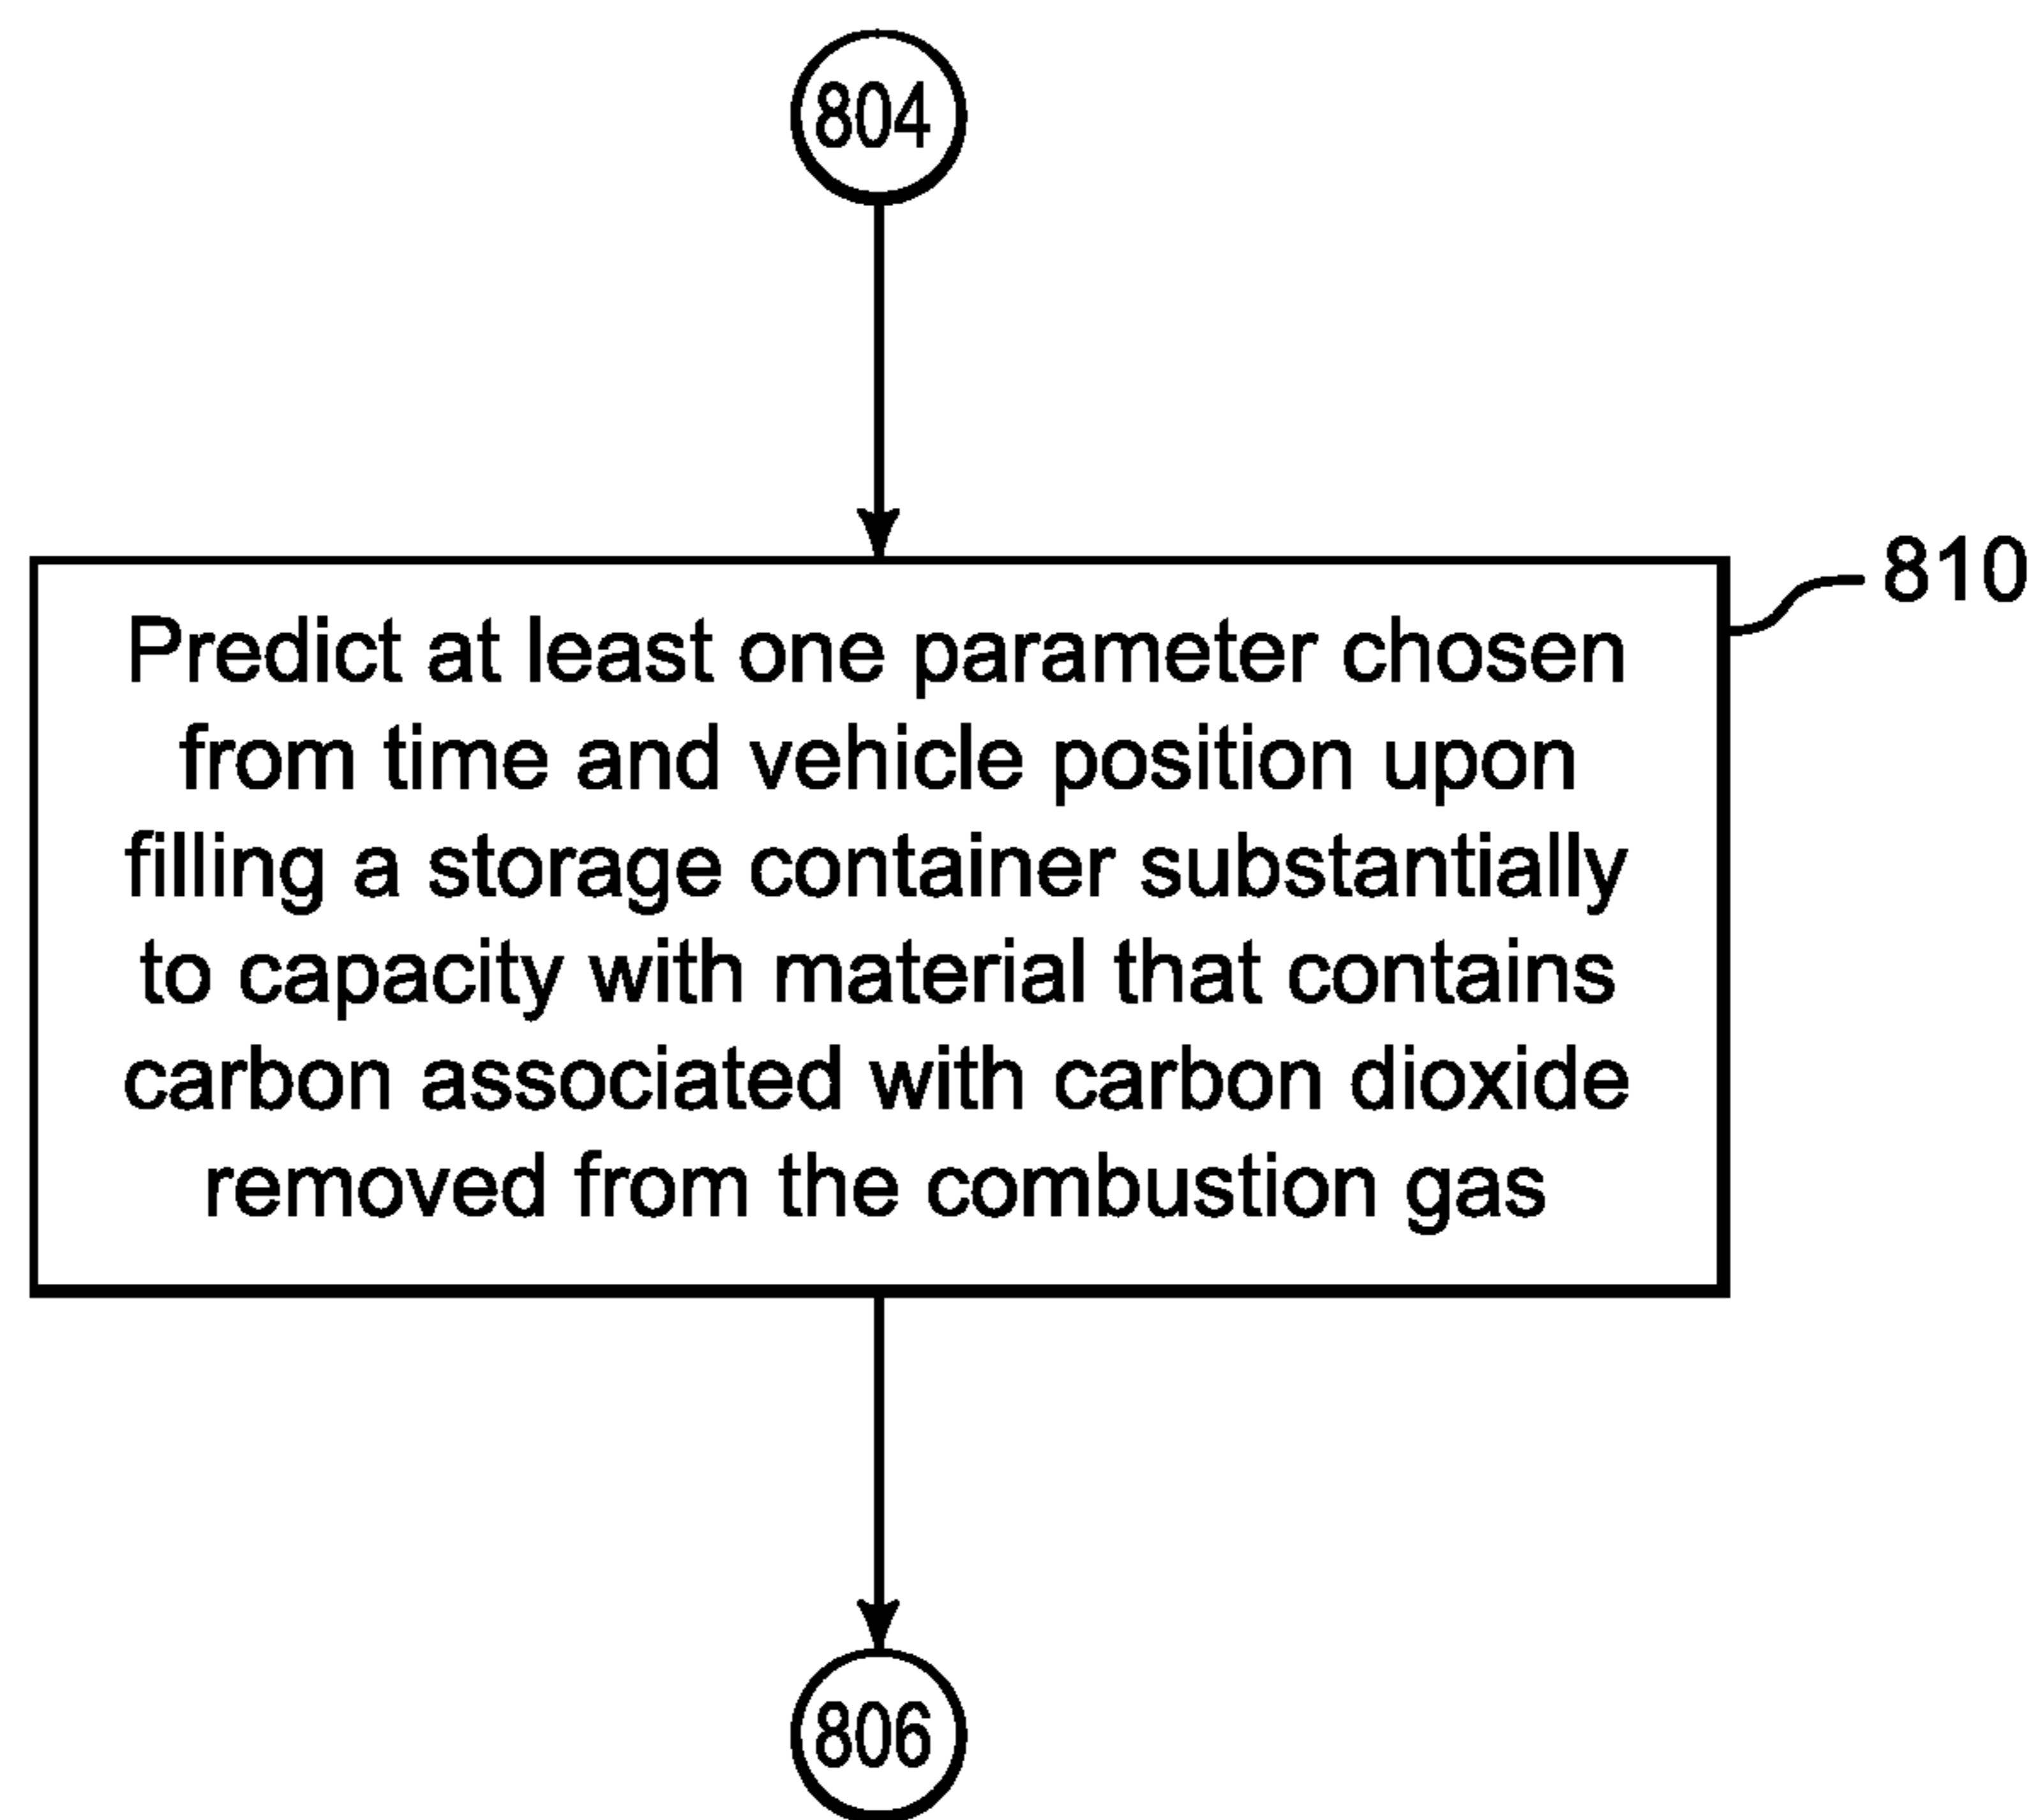 804
810
Predict at least one parameter chosen
from time and vehicle position upon
filling a storage container substantially
to capacity with material that contains
carbon associated with carbon dioxide
removed from the combustion gas
806